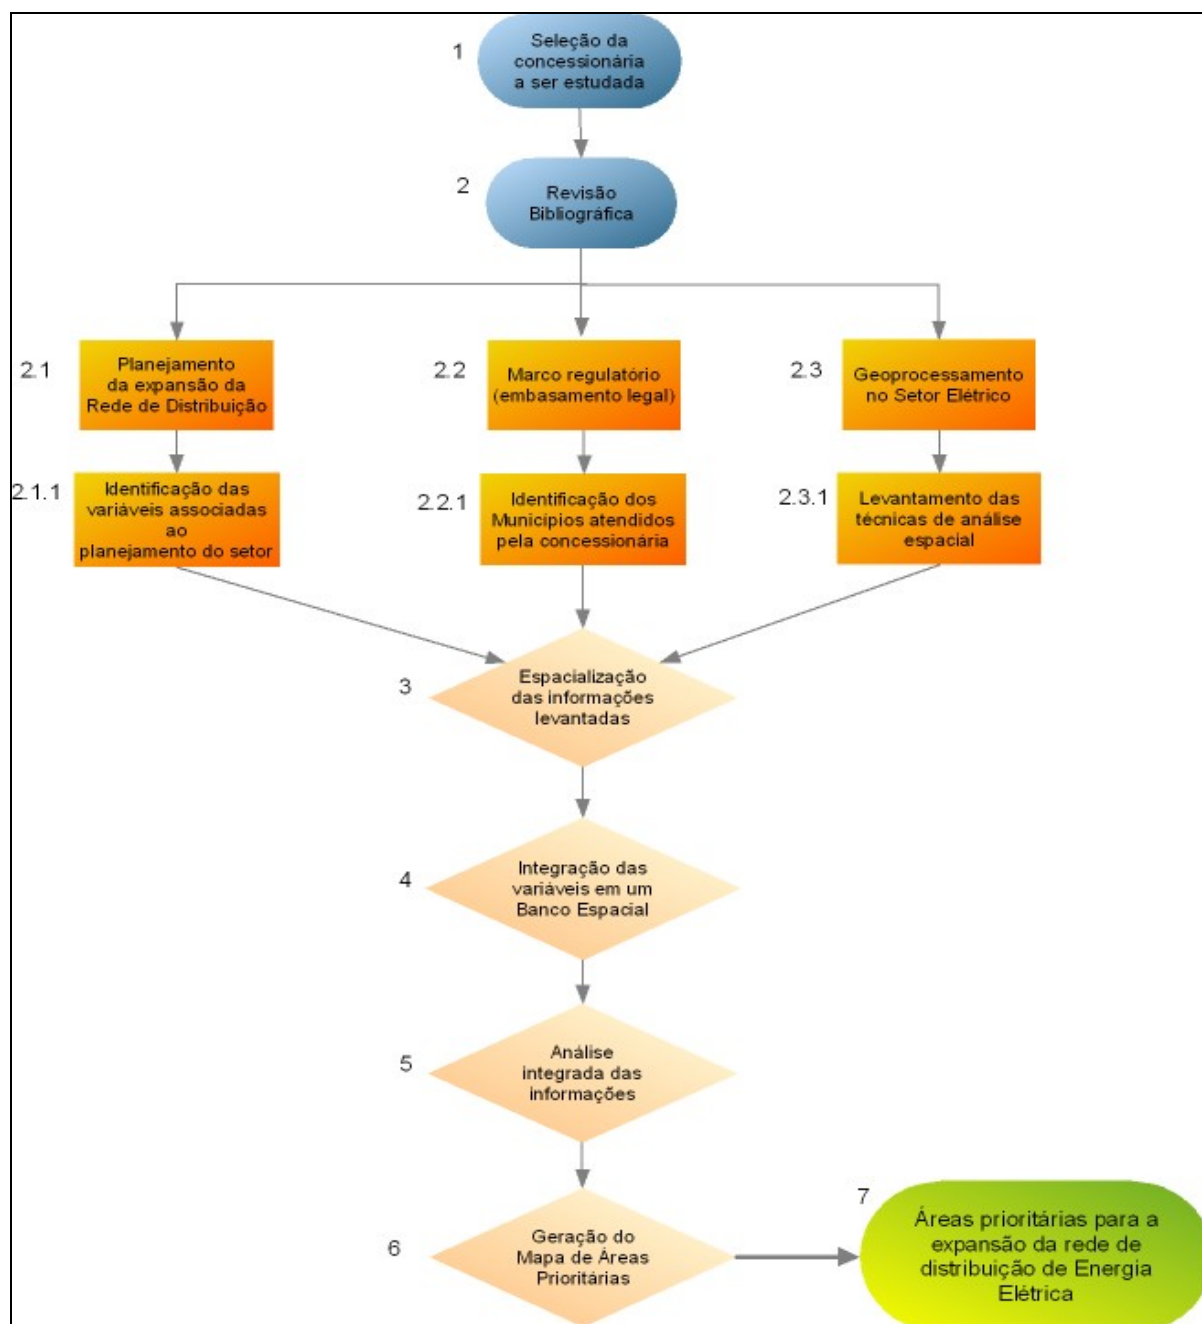 1
Seleção da
concessionária
a ser estudada
2
Revisão
Bibliográfica
2.1
Planejamento
da expansão da
Rede de Distribuição
2.2
Marco regulatório
(embasamento legal)
2.3
Geoprocessamento
no Setor Elétrico
2.1.1
Identificação das
variáveis associadas
ao
planejamento do setor
2.2.1
Identificação dos
Municípios atendidos
pela concessionária
2.3.1
Levantamento das
técnicas de análise
espacial
3
Espacialização
das informações
levantadas
4
Integração das
variáveis em um
Banco Espacial
5
Análise
integrada das
informações
6
Geração do
Mapa de Áreas
Prioritárias
7
Áreas prioritárias para a
expansão da rede de
distribuição de Energia
Elétrica